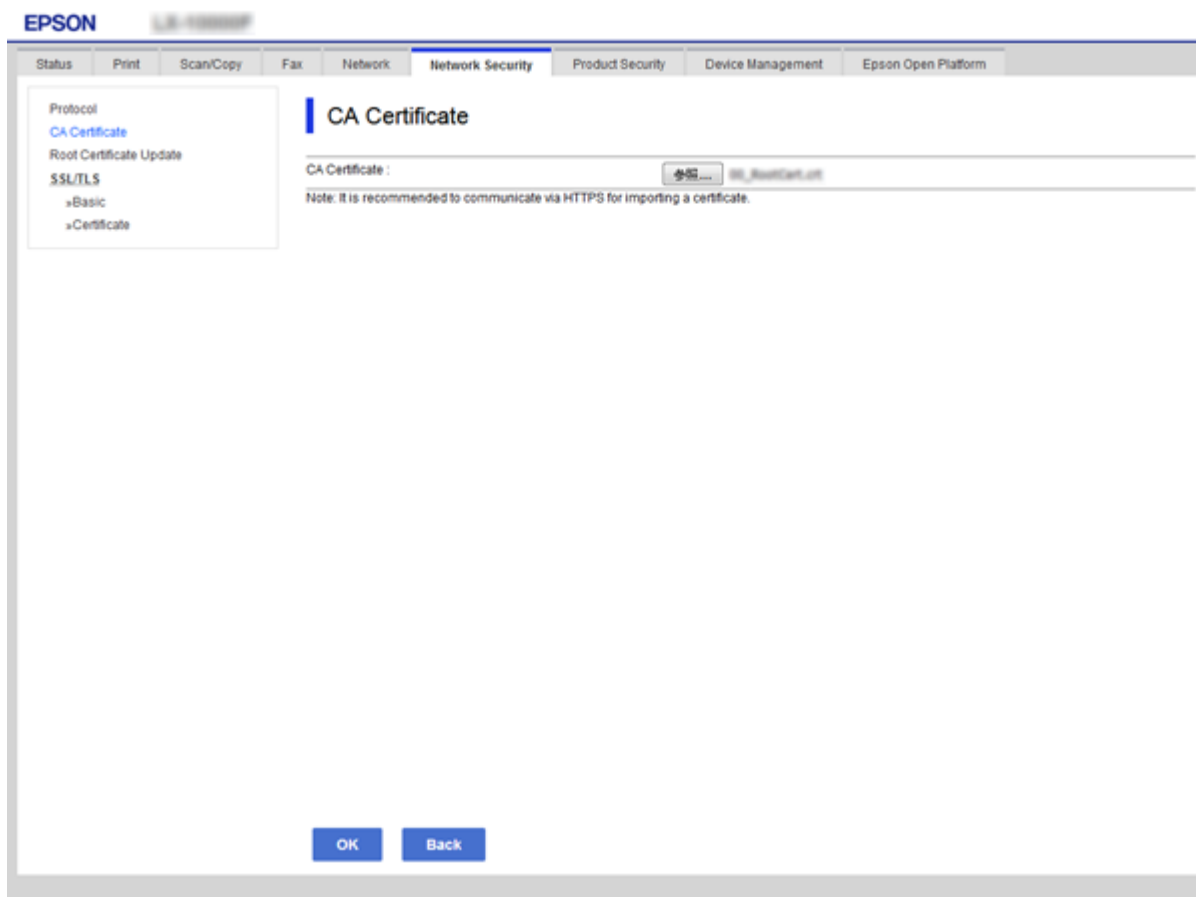 EPSON
Status Print Scan/Copy Fax Network Network Security Product Security Device Management Epson Open Platform
Protocol
CA Certificate
Root Certificate Update
SSL/TLS
»Basic
»Certificate
CA Certificate
CA Certificate :
参照...
Note: It is recommended to communicate via HTTPS for importing a certificate.
OK Back